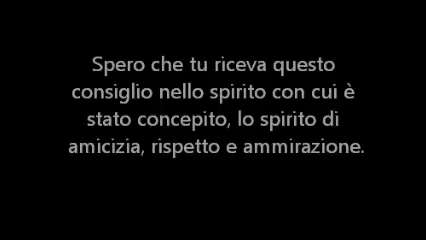 Spero che tu riceva questo
consiglio nello spirito con cui è
stato concepito, lo spirito di
amicizia, rispetto e ammirazione.